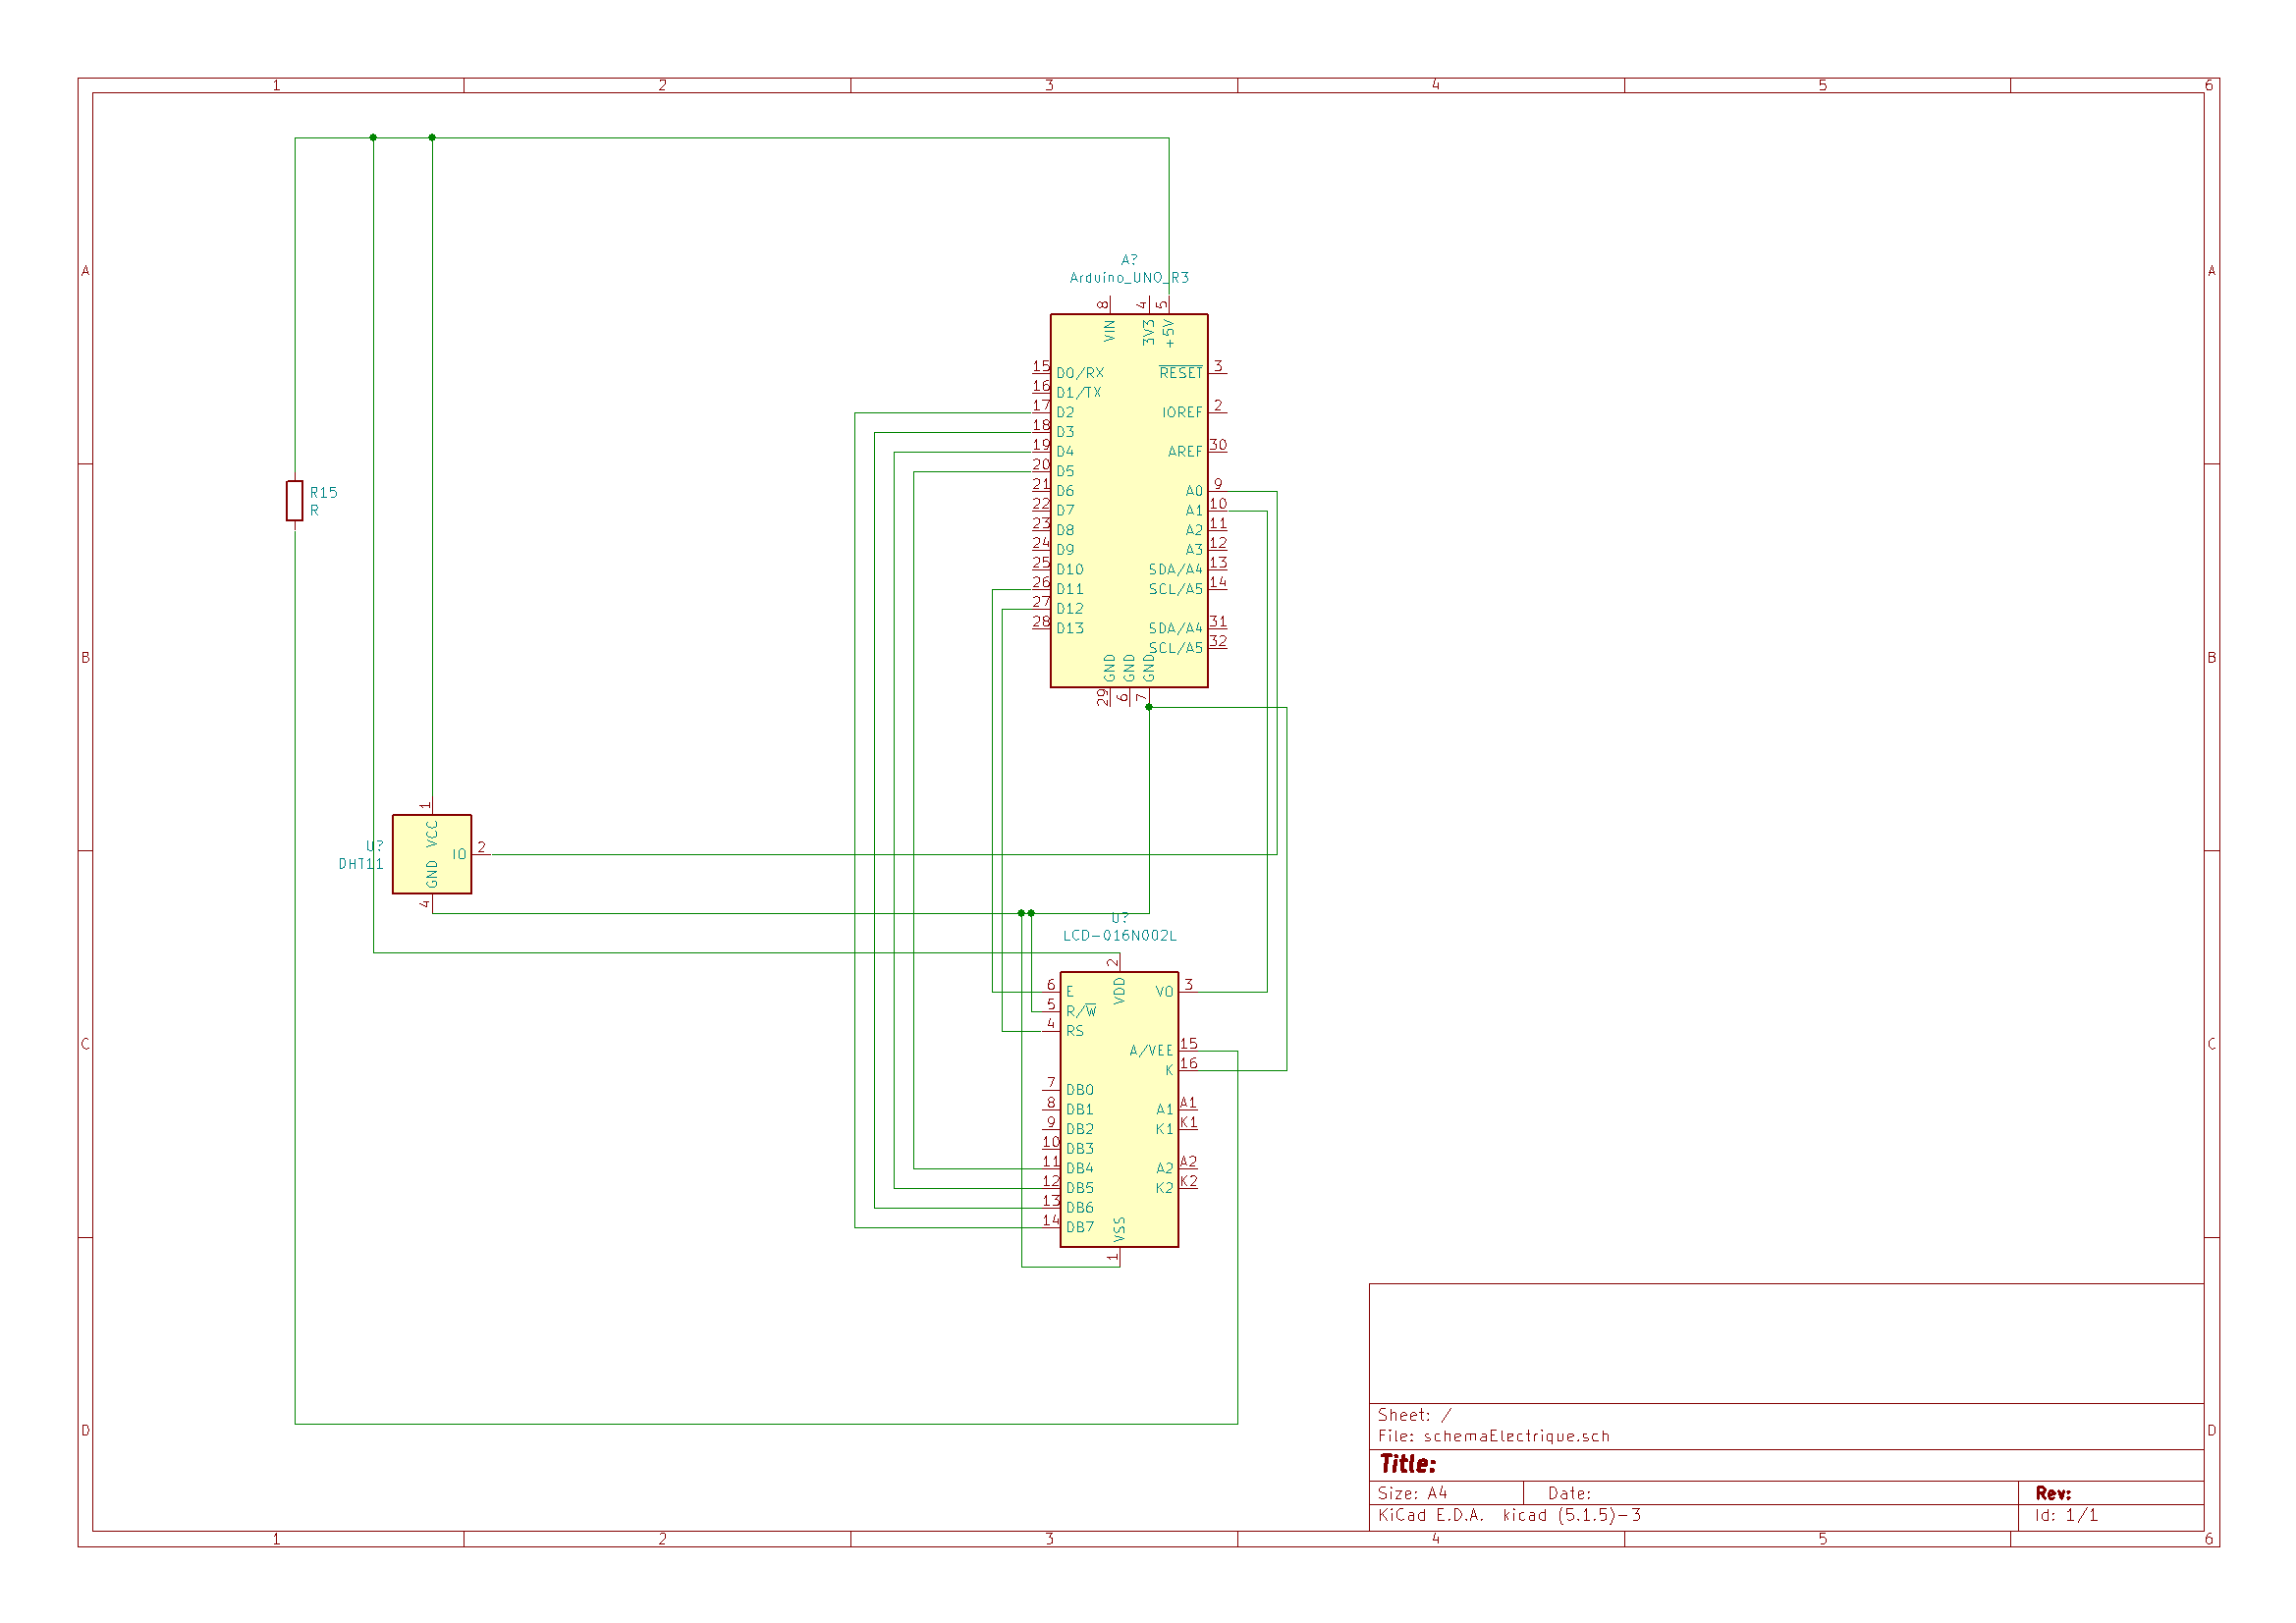 1 2 3 4 5 6
A A
B B
C C
D D
1 2 3 4 5 6
A?
Arduino_UNO_R3
8 4 5
VIN 3V3 +5V
15 D0/RX RESET 3
16 D1/TX
17 D2 IOREF 2
18 D3
19 D4 AREF 30
20 D5
21 D6 A0 9
22 D7 A1 10
23 D8 A2 11
24 D9 A3 12
25 D10 SDA/A4 13
26 D11 SCL/A5 14
27 D12
28 D13 SDA/A4 31
SCL/A5 32
GND GND GND
29 6 7
R15
R
1
VCC
U?
DHT11
IO 2
GND
4
U?
LCD-016N002L
2
VDD
6 E VO 3
5 R/W
4 RS
A/VEE 15
K 16
7 DB0
8 DB1 A1 A1
9 DB2 K1 K1
10 DB3
11 DB4 A2 A2
12 DB5 K2 K2
13 DB6
14 DB7
VSS
1
Sheet: /
File: schemaElectrique.sch
Title:
Size: A4 Date: Rev:
KiCad E.D.A. kicad (5.1.5)-3 Id: 1/1